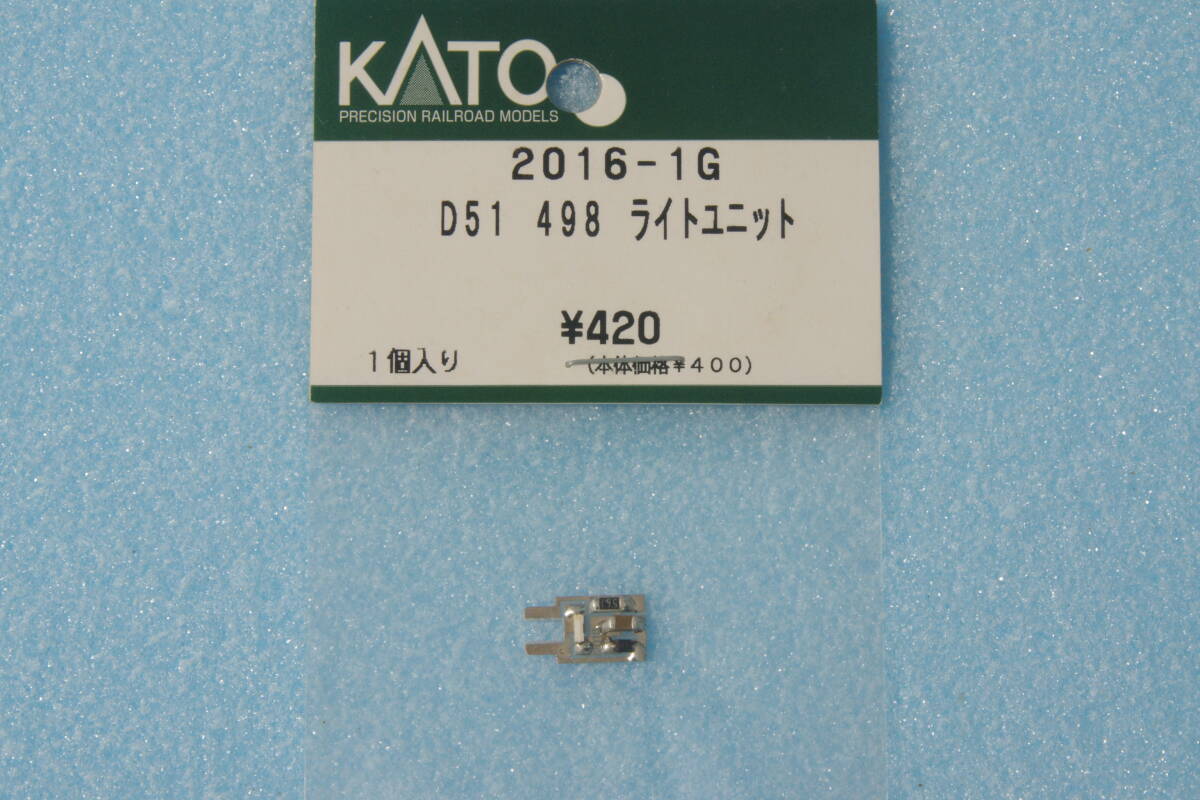 KATO
PRECISION RAILROAD MODELS
2016-1G
D51 498 ライトユニット
¥420
1個入り
(本体価格¥400)